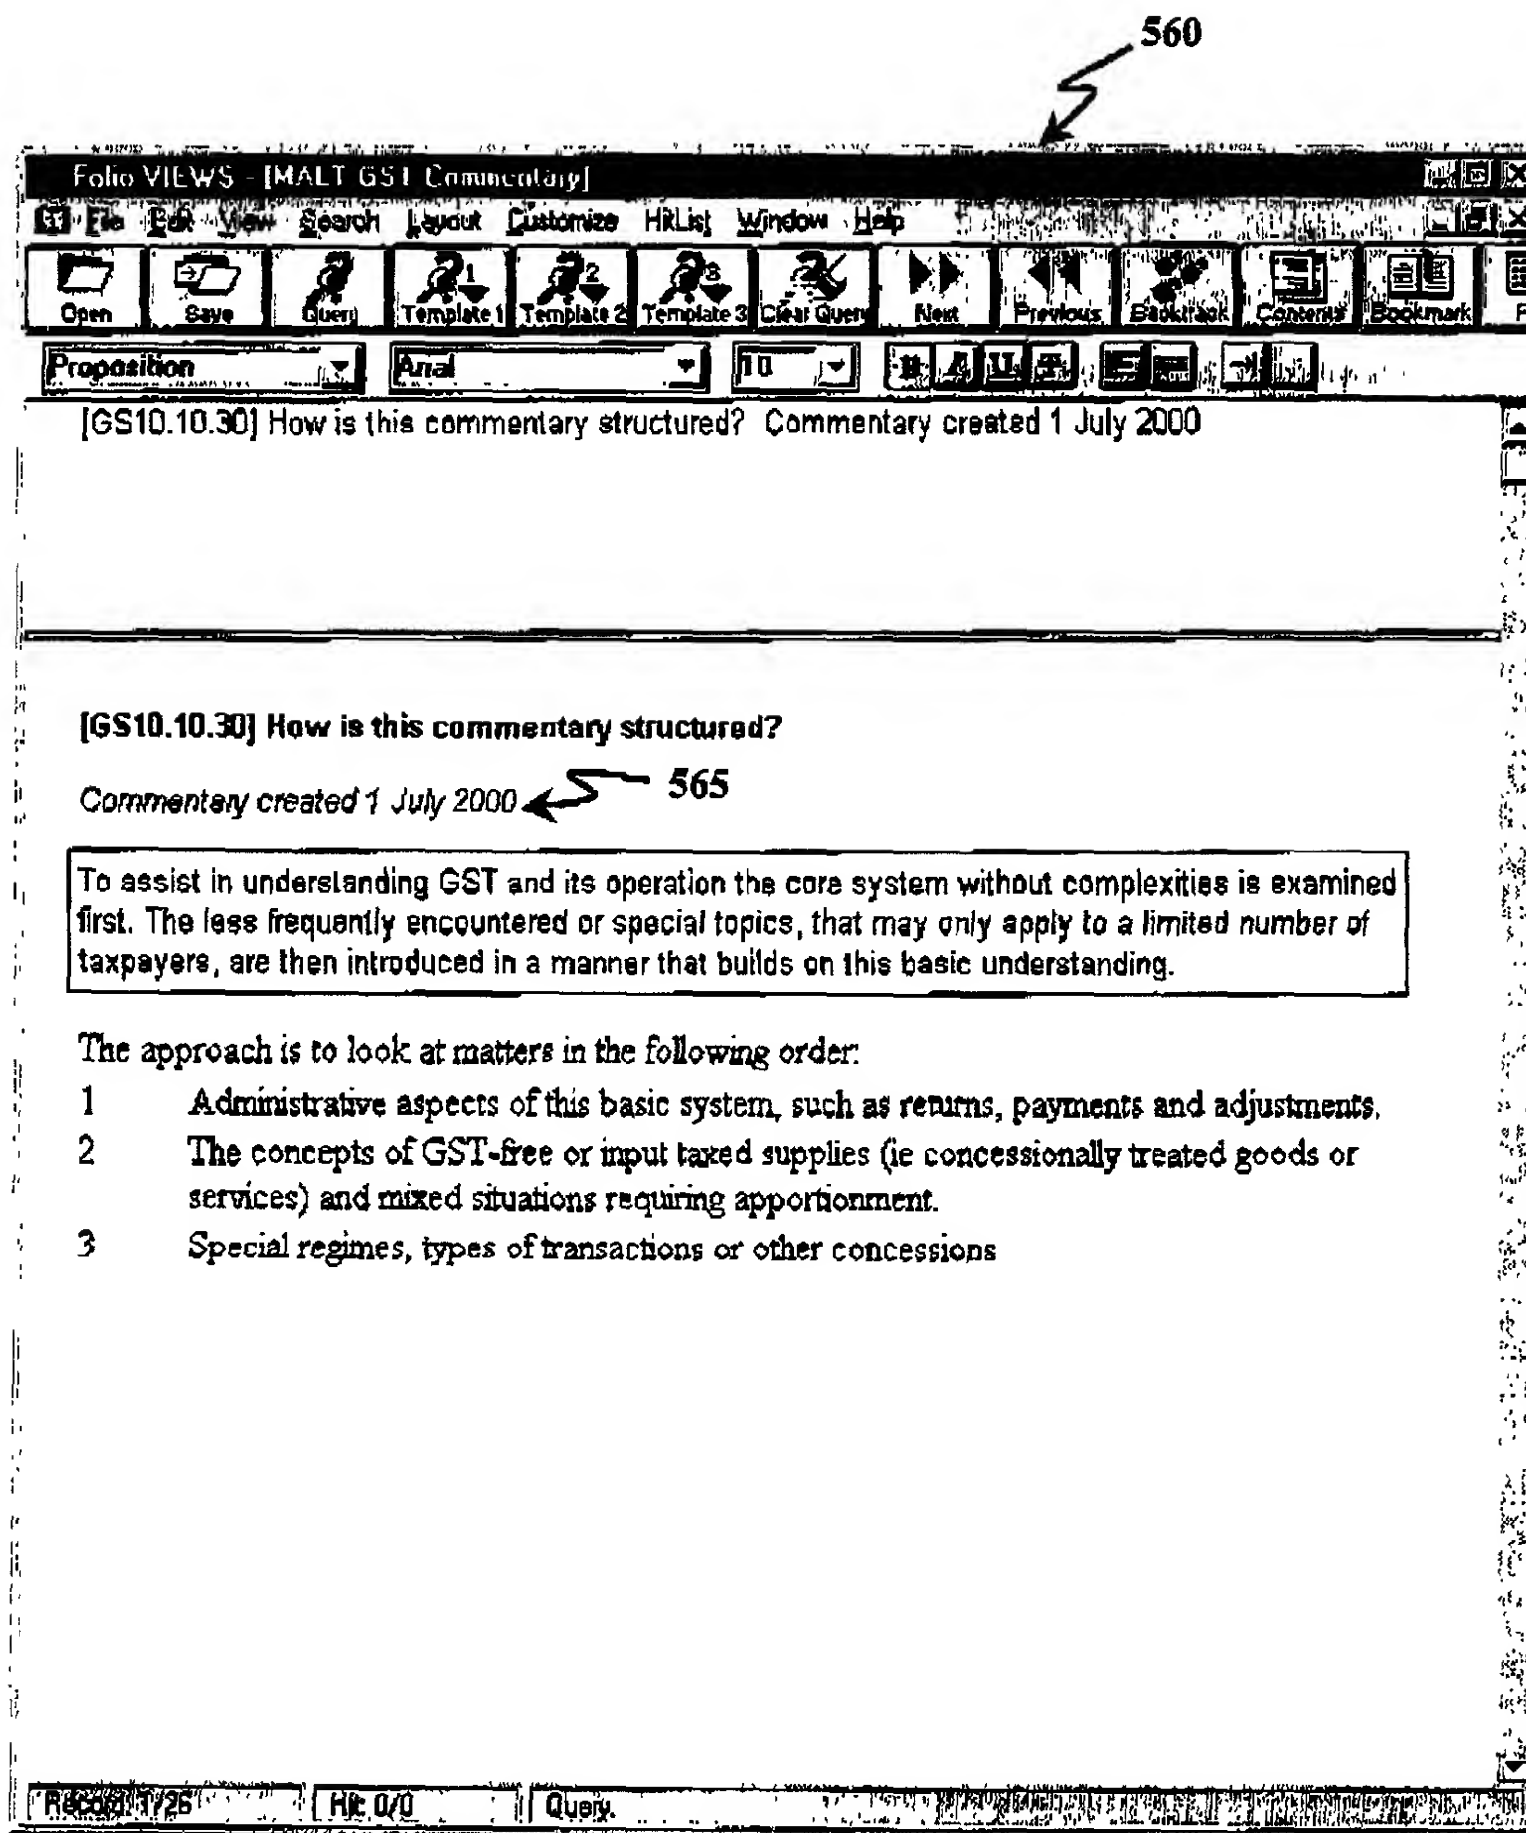 560
Folio VIEWS - [MALT GST Commentary]
File Edit View Search Layout Customize HitList Window Help
1 2 3
Open Save Query Template 1 Template 2 Template 3 Clear Query Next Previous Backtrack Contents Bookmark
Proposition Arial 10
[GS10.10.30] How is this commentary structured? Commentary created 1 July 2000
[GS10.10.30] How is this commentary structured?
565
Commentary created 1 July 2000
To assist in understanding GST and its operation the core system without complexities is examined
first. The less frequently encountered or special topics, that may only apply to a limited number of
taxpayers, are then introduced in a manner that builds on this basic understanding.
The approach is to look at matters in the following order:
1 Administrative aspects of this basic system, such as returns, payments and adjustments.
2 The concepts of GST-free or input taxed supplies (ie concessionally treated goods or
services) and mixed situations requiring apportionment.
3 Special regimes, types of transactions or other concessions
Record: 1/26 Hit: 0/0 Query: